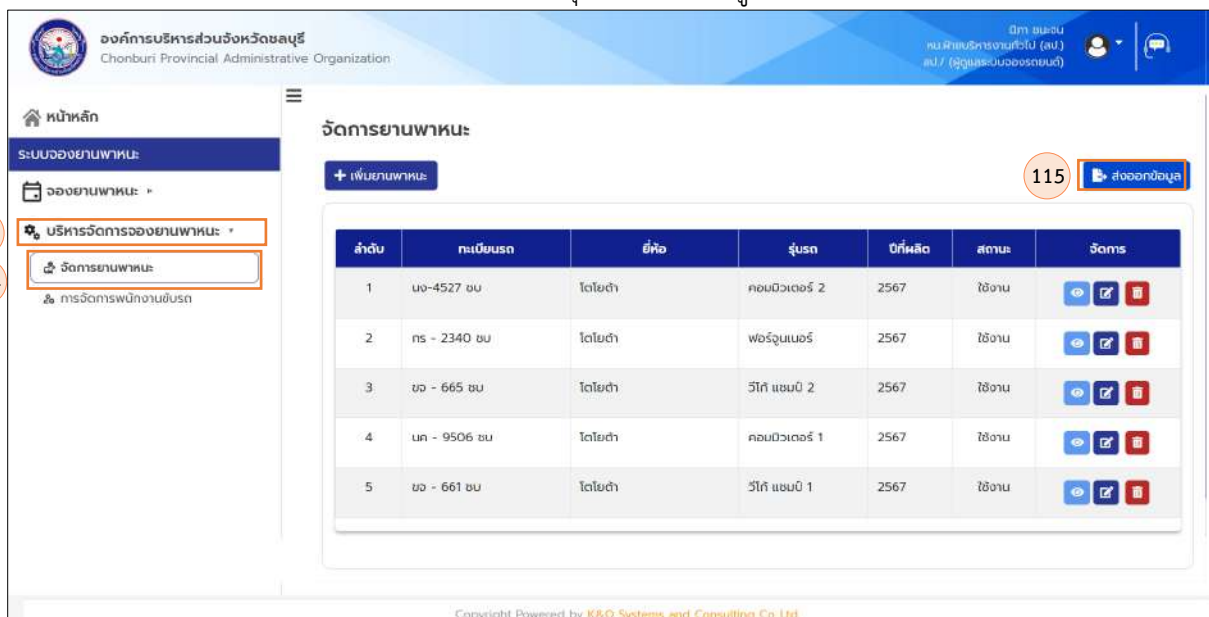 องค์การบริหารส่วนจังหวัดชลบุรี
Chonburi Provincial Administrative Organization
หน้าหลัก
ระบบจองยานพาหนะ
จองยานพาหนะ
บริหารจัดการจองยานพาหนะ
จัดการยานพาหนะ
การจัดการพนักงานขับรถ
จัดการยานพาหนะ
+ เพิ่มยานพาหนะ
115
ส่งออกข้อมูล
ลำดับ ทะเบียนรถ ยี่ห้อ รุ่นรถ ปีที่ผลิต สถานะ จัดการ
1 นง-4527 ชบ โตโยต้า คอมมิวเตอร์ 2 2567 ใช้งาน
2 กร - 2340 ชบ โตโยต้า ฟอร์จูนเนอร์ 2567 ใช้งาน
3 ขอ - 665 ชบ โตโยต้า วีโก้ แชมป์ 2 2567 ใช้งาน
4 นค - 9506 ชบ โตโยต้า คอมมิวเตอร์ 1 2567 ใช้งาน
5 ขอ - 661 ชบ โตโยต้า วีโก้ แชมป์ 1 2567 ใช้งาน
Copyright Powered by K&O Systems and Consulting Co.,Ltd